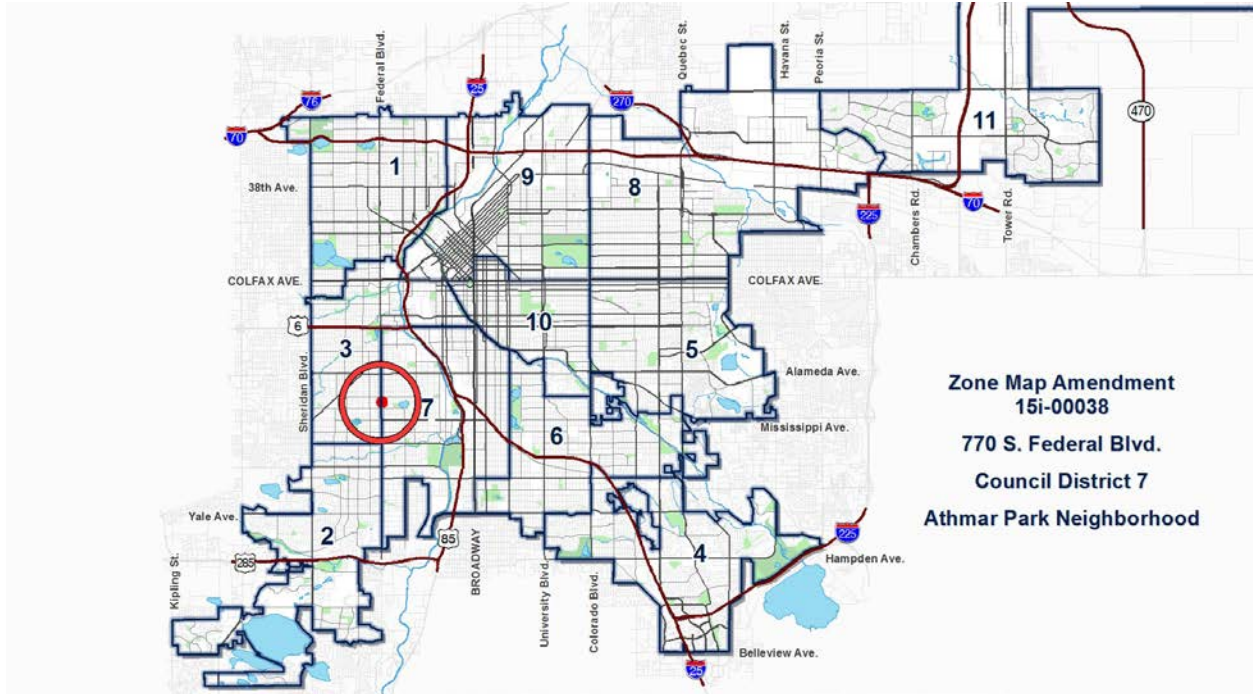 Federal Blvd.
Quebec St.
Havana St.
Peoria St.
76
25
270
70
470
11
1
9
8
38th Ave.
225
Chambers Rd.
70
Tower Rd.
COLFAX AVE.
COLFAX AVE.
6
10
3
5
Sheridan Blvd.
Alameda Ave.
7
Mississippi Ave.
6
Zone Map Amendment
15i-00038
770 S. Federal Blvd.
Council District 7
Athmar Park Neighborhood
Yale Ave.
2
85
4
225
285
Hampden Ave.
Kipling St.
BROADWAY
University Blvd.
Colorado Blvd.
Belleview Ave.
25